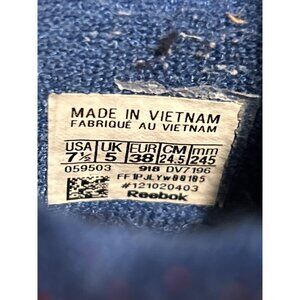 MADE IN VIETNAM
FABRIQUÉ AU VIETNAM
USA UK EUR CM mm
7½ 5 38 24.5 245
059503 918 DV7196
FF1PJLYW00105
#121020403
Reebok